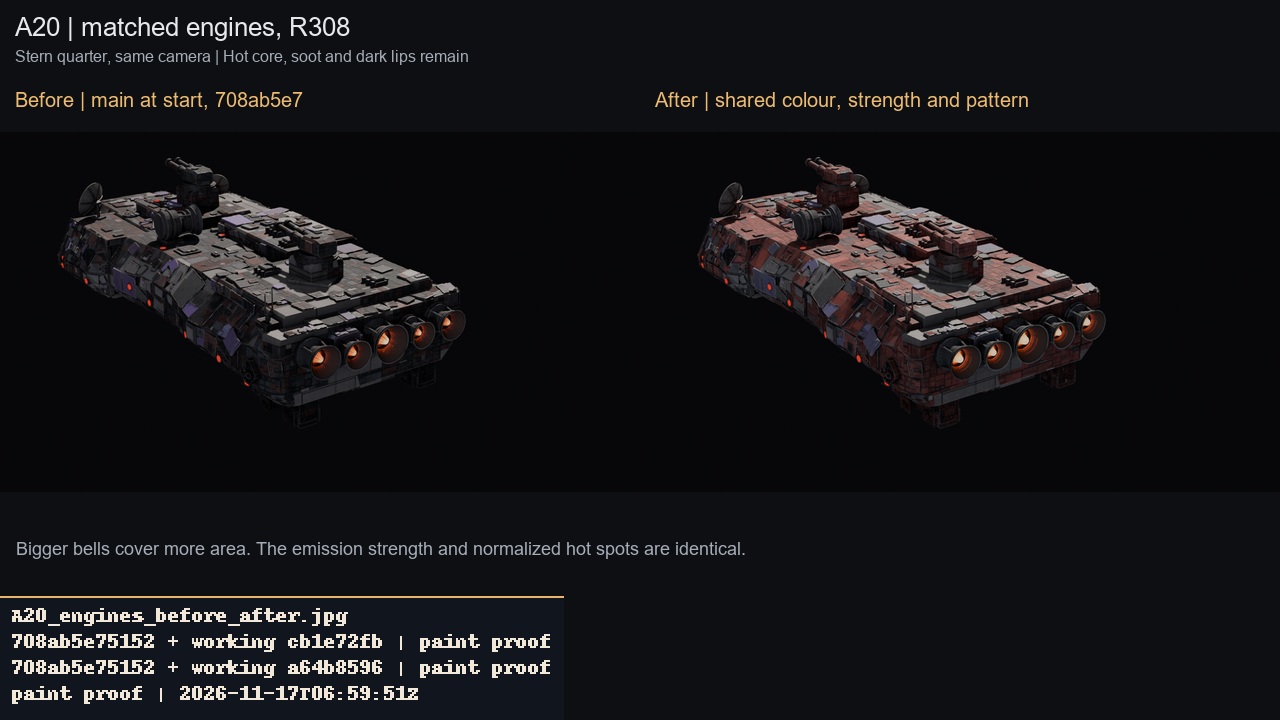 A20 | matched engines, R308
Stern quarter, same camera | Hot core, soot and dark lips remain
Before | main at start, 708ab5e7
After | shared colour, strength and pattern
Bigger bells cover more area. The emission strength and normalized hot spots are identical.
A20_engines_before_after.jpg
708ab5e75152 + working cb1e72fb | paint proof
708ab5e75152 + working a64b8596 | paint proof
paint proof | 2026-11-17T06:59:51Z